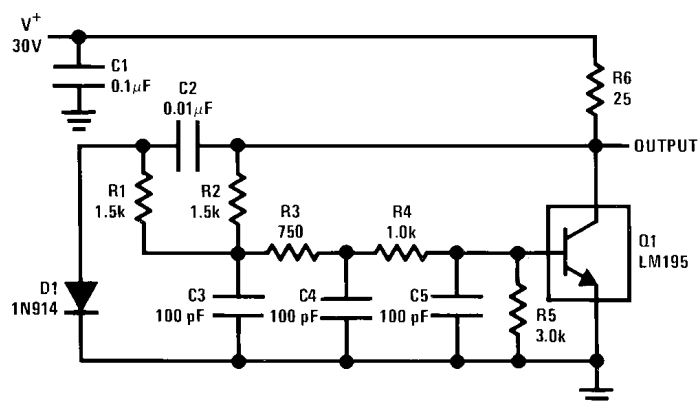 V+
30V
C1
0.1μF
C2
0.01μF
R6
25
OUTPUT
R1
1.5k
R2
1.5k
R3
750
R4
1.0k
Q1
LM195
D1
1N914
C3
100 pF
C4
100 pF
C5
100 pF
R5
3.0k